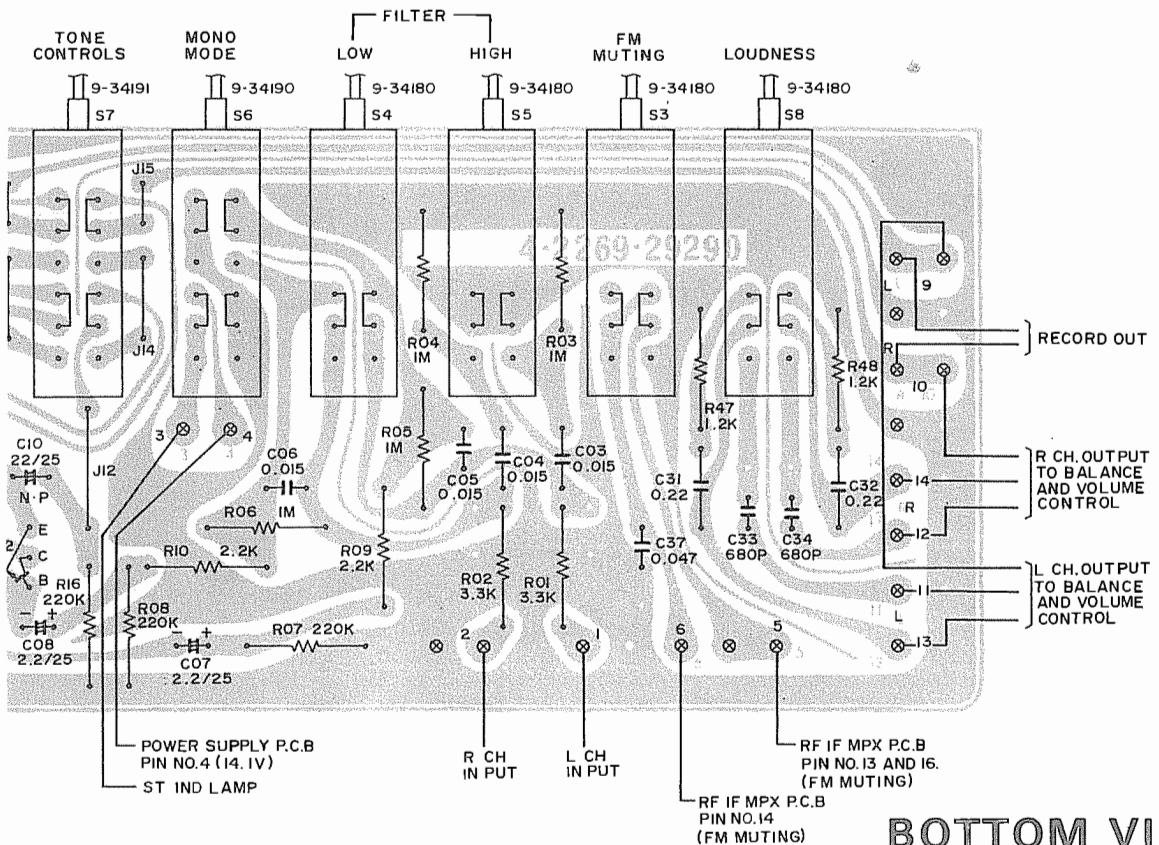 FILTER
TONE CONTROLS
MONO MODE
LOW
HIGH
FM MUTING
LOUDNESS
9-34191
9-34190
9-34180
9-34180
9-34180
9-34180
S7
S6
S4
S5
S3
S8
J15
4-2269-29290
L
9
J14
R04
1M
R03
1M
RECORD OUT
R
10
R48
1.2K
R47
1.2K
3
4
C10
22/25
N·P
J12
C06
0.015
R05
1M
C05
0.015
C04
0.015
C03
0.015
C31
0.22
C32
0.22
14
R
12
R CH. OUTPUT
TO BALANCE
AND VOLUME
CONTROL
E
C
B
2
R06
1M
R10
2.2K
R09
2.2K
C33
680P
C34
680P
C37
0.047
R16
220K
R08
220K
R02
3.3K
R01
3.3K
11
L
13
L CH. OUTPUT
TO BALANCE
AND VOLUME
CONTROL
C08
2.2/25
- +
C07
2.2/25
- +
R07 220K
2
1
6
5
POWER SUPPLY P.C.B
PIN NO.4 (14.1V)
ST IND LAMP
R CH
IN PUT
L CH
IN PUT
RF IF MPX P.C.B
PIN NO.13 AND 16.
(FM MUTING)
RF IF MPX P.C.B
PIN NO.14
(FM MUTING)
BOTTOM VI